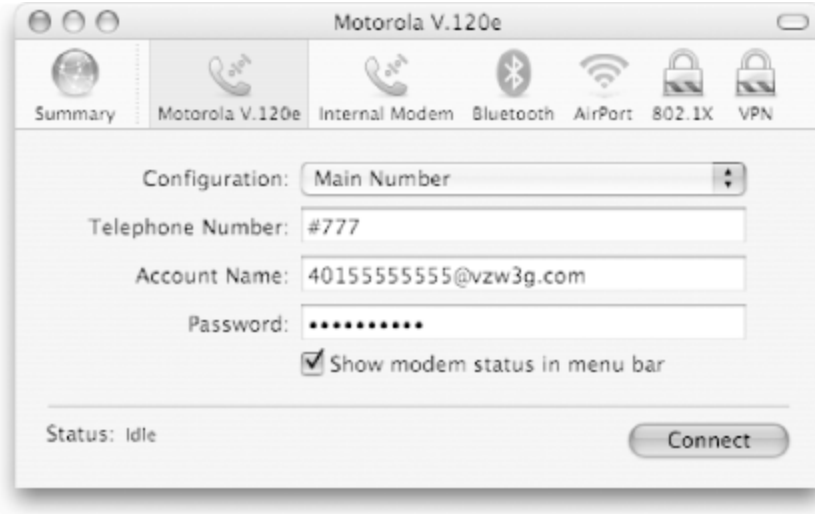 Motorola V.120e
Summary Motorola V.120e Internal Modem Bluetooth AirPort 802.1X VPN
Configuration: Main Number
Telephone Number: #777
Account Name: 40155555555@vzw3g.com
Password: ••••••••••
Show modem status in menu bar
Status: Idle Connect